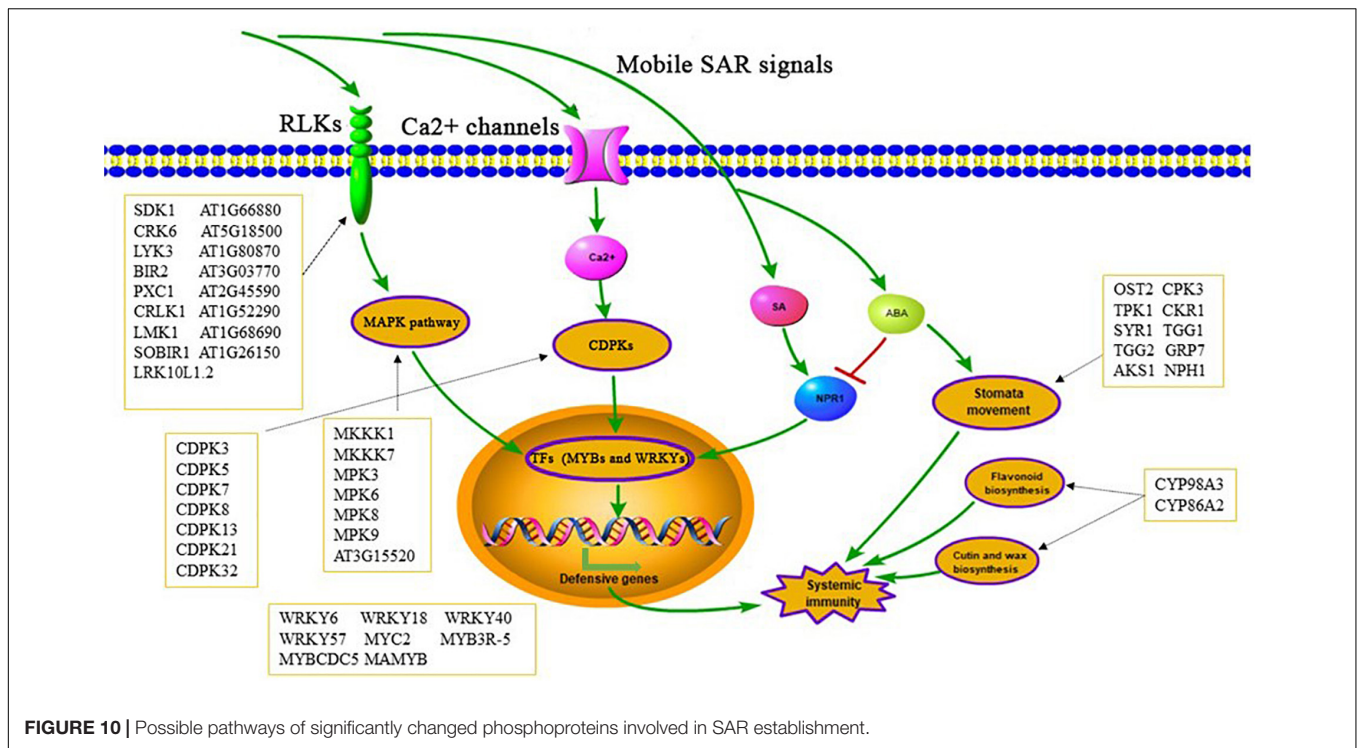 Mobile SAR signals
RLKs
Ca2+ channels
SDK1 AT1G66880
CRK6 AT5G18500
LYK3 AT1G80870
BIR2 AT3G03770
PXC1 AT2G45590
CRLK1 AT1G52290
LMK1 AT1G68690
SOBIR1 AT1G26150
LRK10L1.2
Ca2+
SA
ABA
OST2 CPK3
TPK1 CKR1
SYR1 TGG1
TGG2 GRP7
AKS1 NPH1
MAPK pathway
CDPKs
NPR1
Stomata
movement
CDPK3
CDPK5
CDPK7
CDPK8
CDPK13
CDPK21
CDPK32
MKKK1
MKKK7
MPK3
MPK6
MPK8
MPK9
AT3G15520
TFs (MYBs and WRKYs)
Flavonoid
biosynthesis
CYP98A3
CYP86A2
Cutin and wax
biosynthesis
Defensive genes
Systemic
immunity
WRKY6 WRKY18 WRKY40
WRKY57 MYC2 MYB3R-5
MYBCDC5 MAMYB
FIGURE 10 | Possible pathways of significantly changed phosphoproteins involved in SAR establishment.